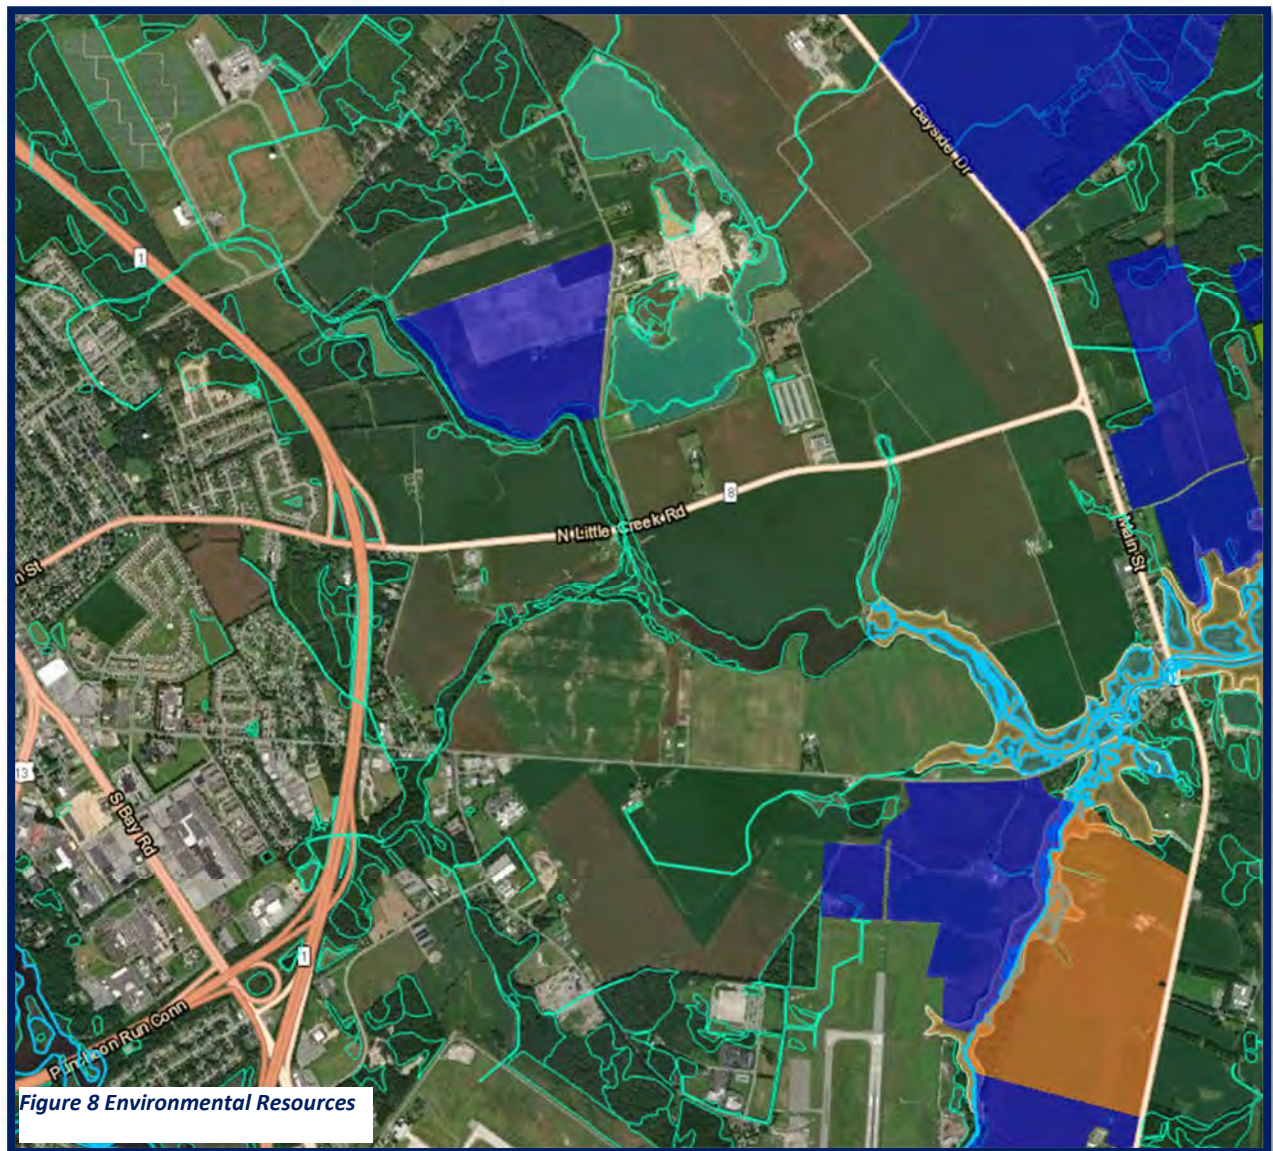 Bayside Dr
1
8
N Little Creek Rd
Main St
n St
13
S Bay Rd
1
Puncheon Run Conn
Figure 8 Environmental Resources